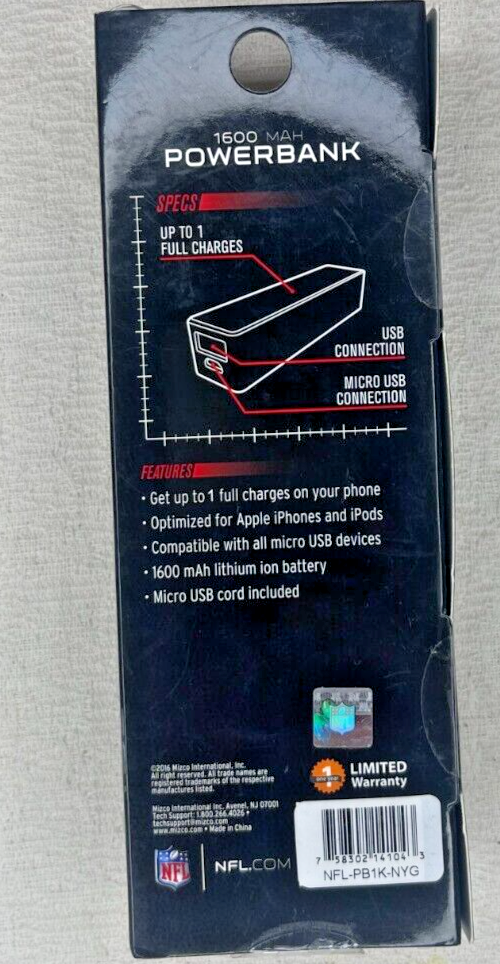 1600 MAH
POWERBANK
SPECS
UP TO 1
FULL CHARGES
USB
CONNECTION
MICRO USB
CONNECTION
FEATURES
• Get up to 1 full charges on your phone
• Optimized for Apple iPhones and iPods
• Compatible with all micro USB devices
• 1600 mAh lithium ion battery
• Micro USB cord included
©2016 Mizco International, Inc.
All right reserved. All trade names are
registered trademarks of the respective
manufactures listed.
1
one year
LIMITED
Warranty
Mizco International Inc. Avenel, NJ 07001
Tech Support: 1.800.266.4026 •
techsupport@mizco.com
www.mizco.com • Made in China
NFL
NFL.COM
7 58302 14104 3
NFL-PB1K-NYG